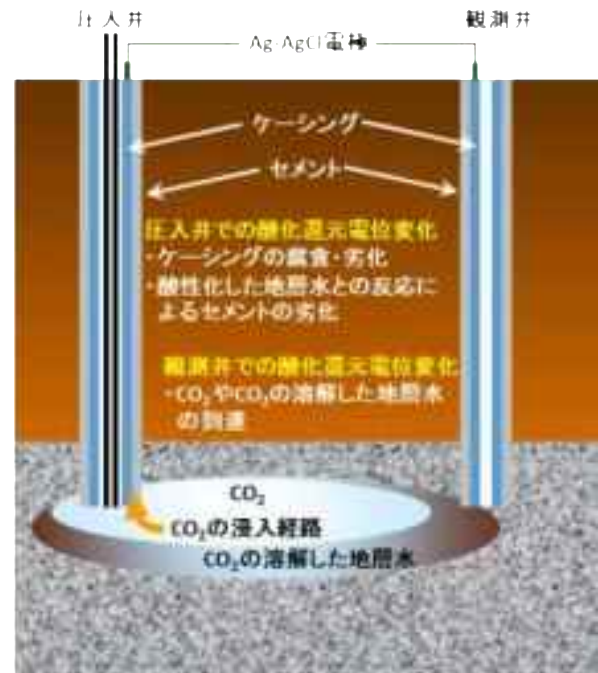 圧入井
観測井
Ag-AgCl電極
ケーシング
セメント
圧入井での酸化還元電位変化
・ケーシングの腐食・劣化
・酸性化した地層水との反応に
よるセメントの劣化
観測井での酸化還元電位変化
・CO₂やCO₂の溶解した地層水
の到達
CO₂
CO₂の浸入経路
CO₂の溶解した地層水